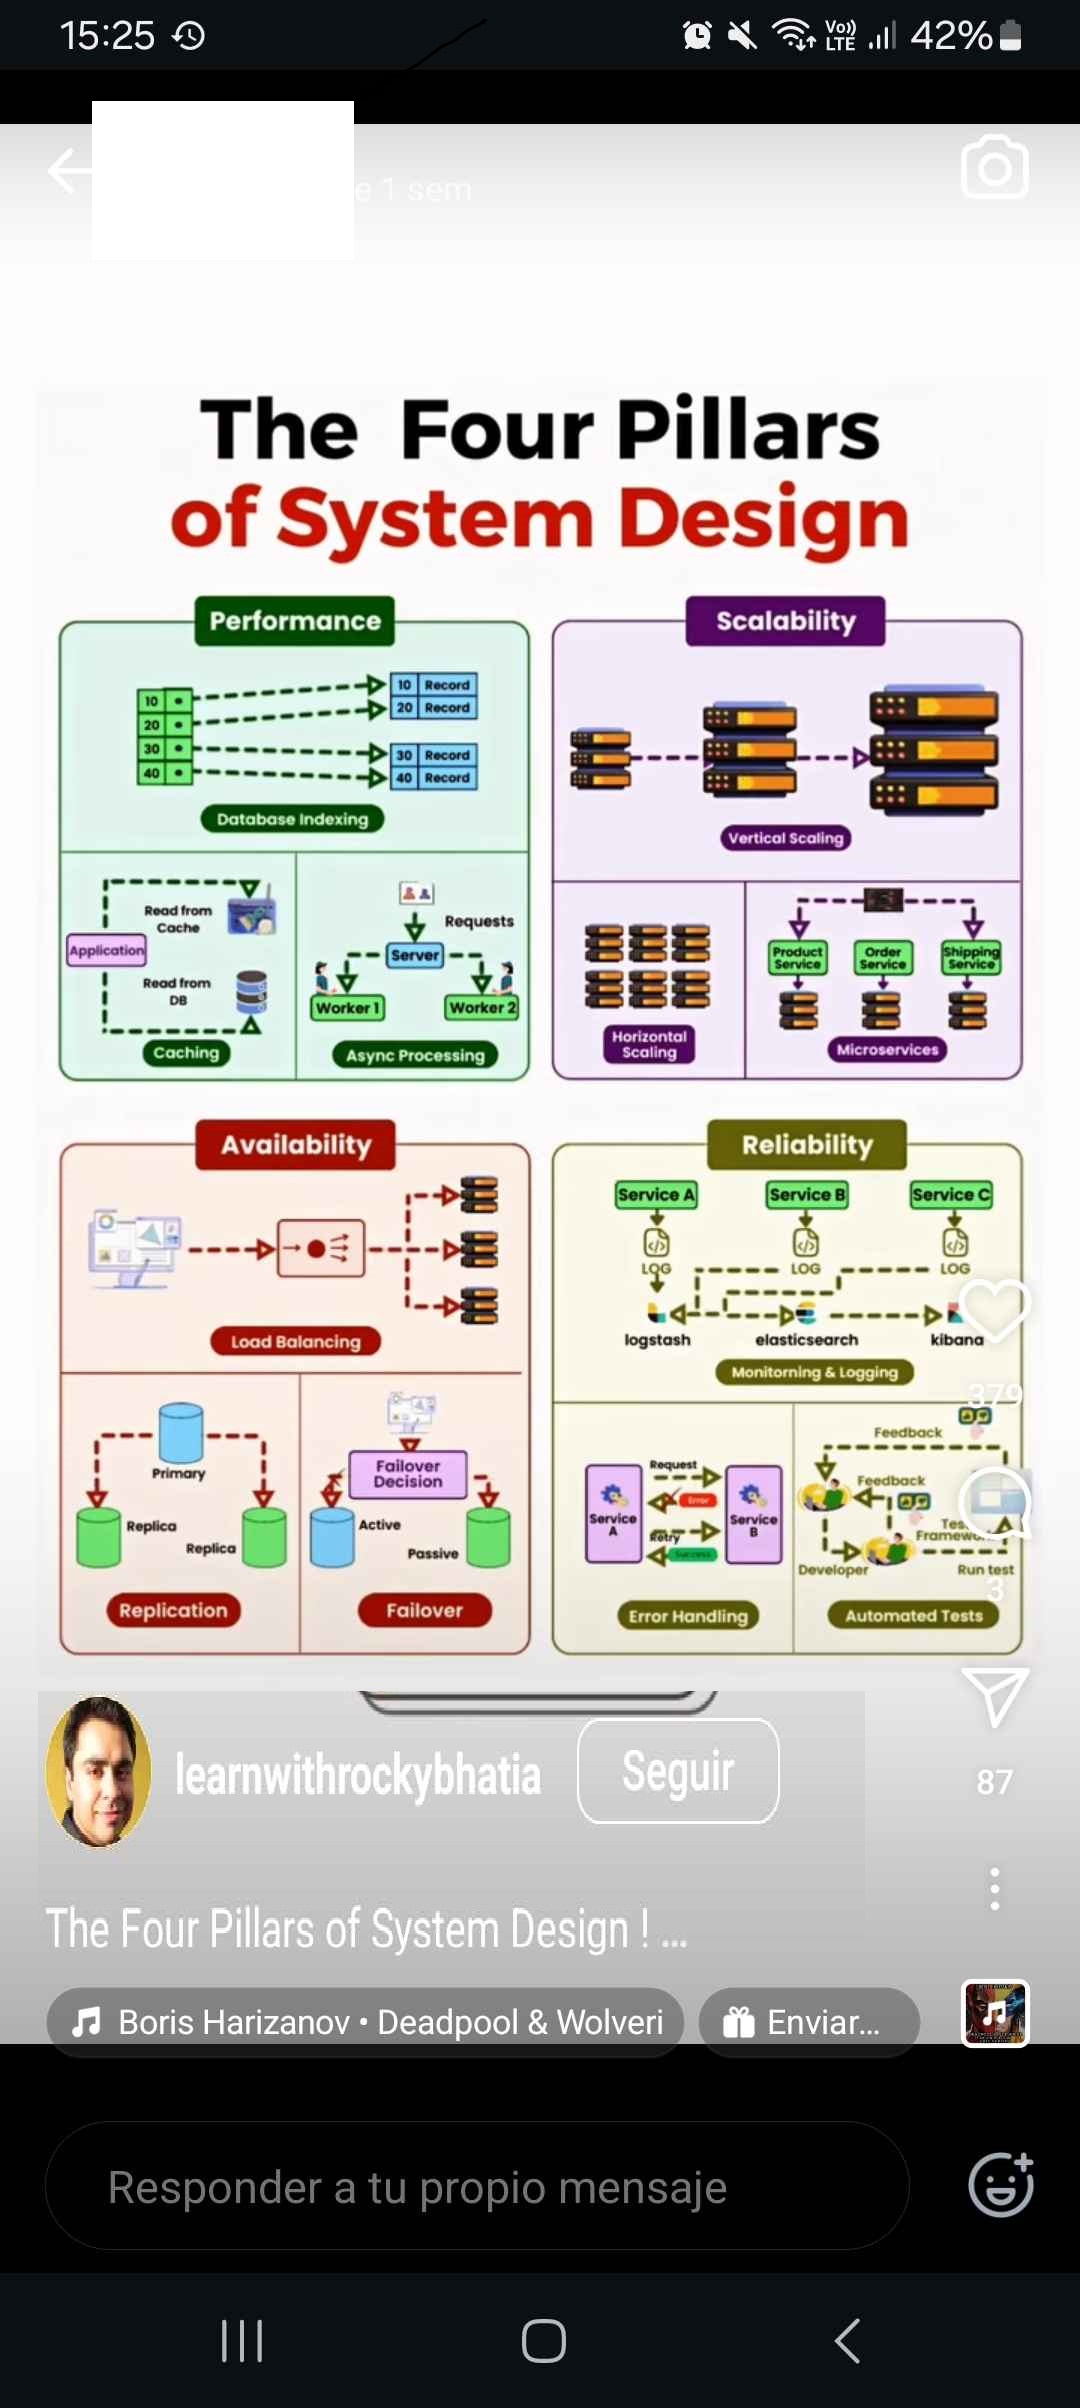 15:25
Vo))
LTE
42%
e 1 sem
The Four Pillars
of System Design
Performance
10
20
30
40
10 Record
20 Record
30 Record
40 Record
Database Indexing
Read from
Cache
Application
Read from
DB
Caching
Requests
Server
Worker 1
Worker 2
Async Processing
Scalability
Vertical Scaling
Horizontal
Scaling
Product
Service
Order
Service
Shipping
Service
Microservices
Availability
Load Balancing
Primary
Replica
Replica
Replication
Failover
Decision
Active
Passive
Failover
Reliability
Service A
Service B
Service C
LOG
LOG
LOG
logstash
elasticsearch
kibana
Monitorning & Logging
Request
Error
Service
A
Retry
Success
Service
B
Error Handling
Feedback
Feedback
Developer
Run test
Automated Tests
379
3
87
learnwithrockybhatia
Seguir
The Four Pillars of System Design ! ...
Boris Harizanov • Deadpool & Wolveri
Enviar...
Responder a tu propio mensaje